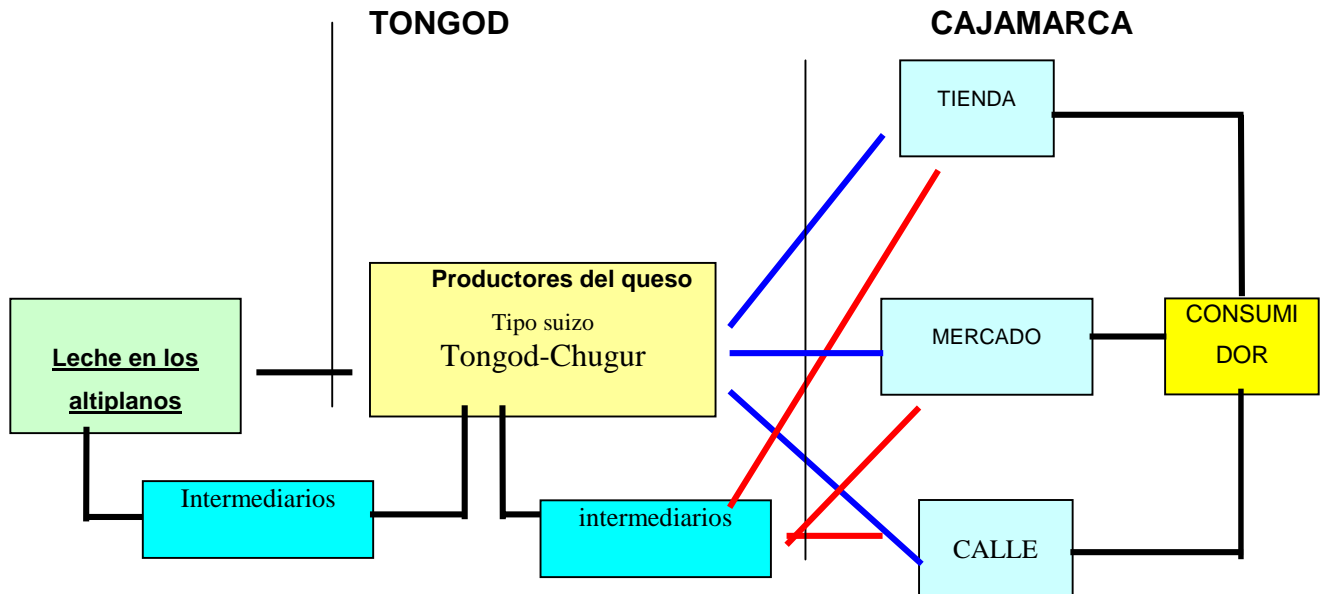 TONGOD
CAJAMARCA
TIENDA
Productores del queso
Tipo suizo
Tongod-Chugur
Leche en los
altiplanos
MERCADO
CONSUMI
DOR
Intermediarios
intermediarios
CALLE